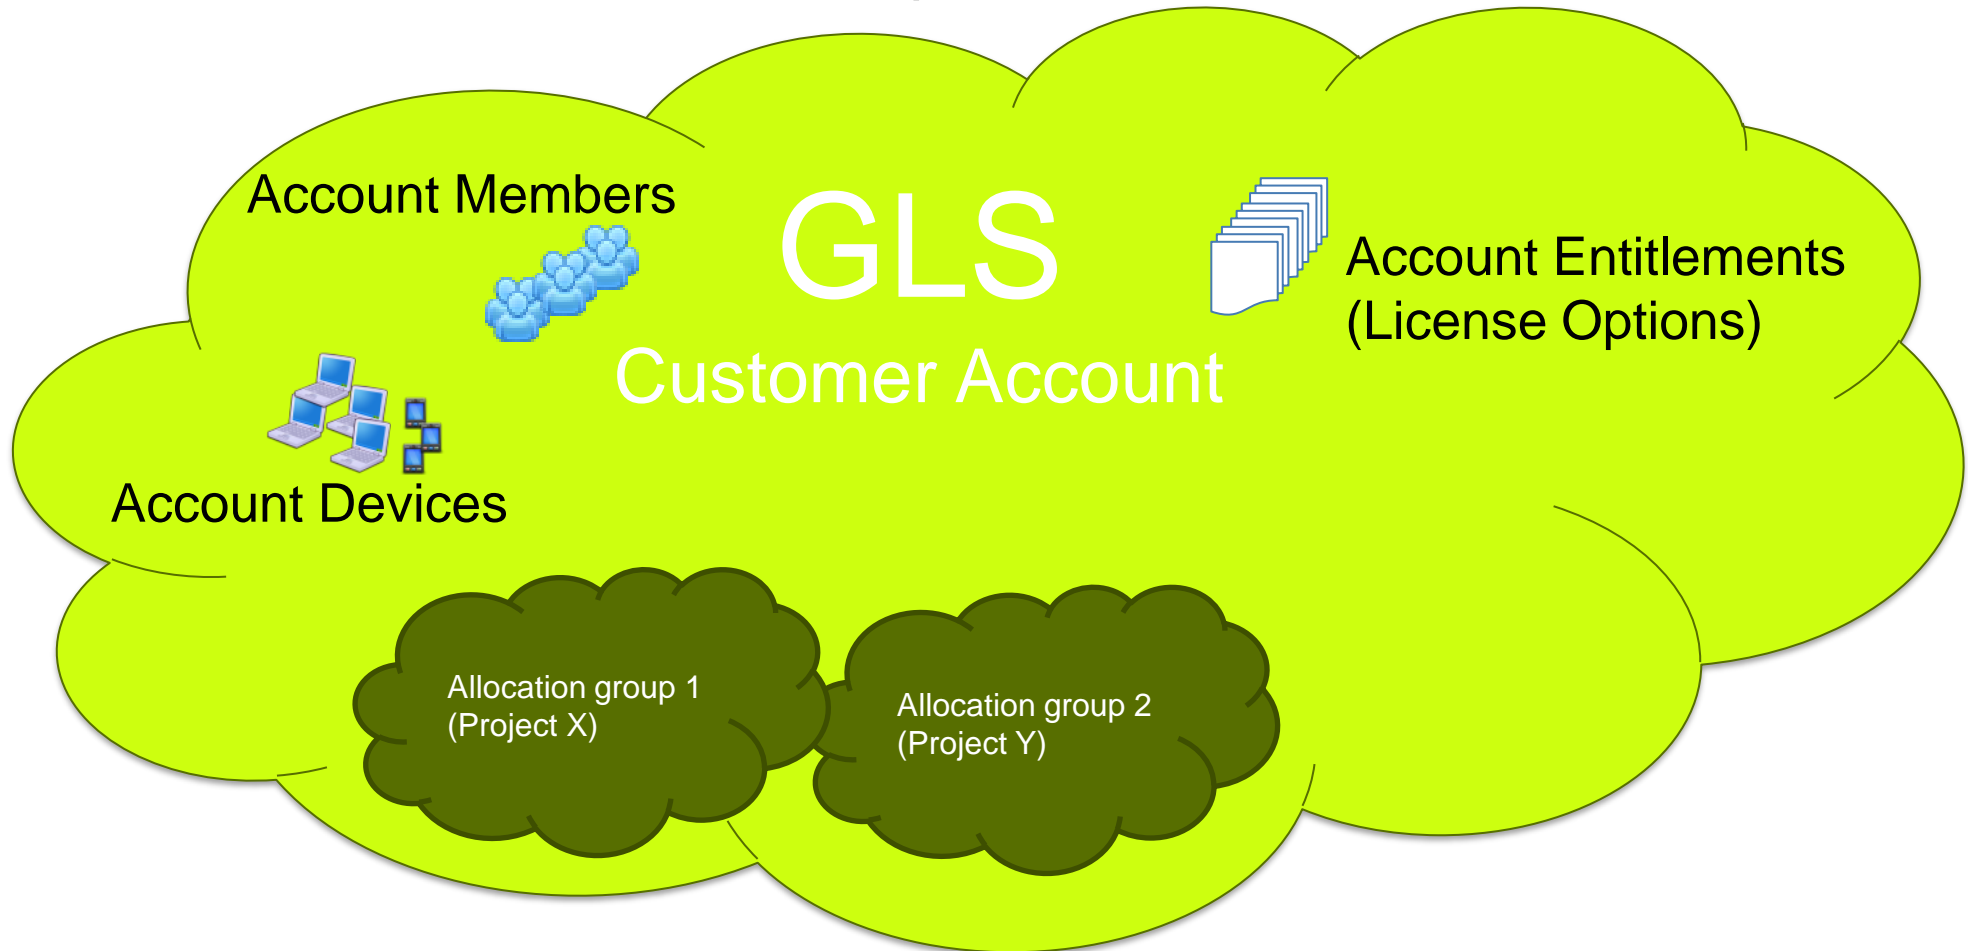 Account Members
GLS
Customer Account
Account Entitlements
(License Options)
Account Devices
Allocation group 1
(Project X)
Allocation group 2
(Project Y)